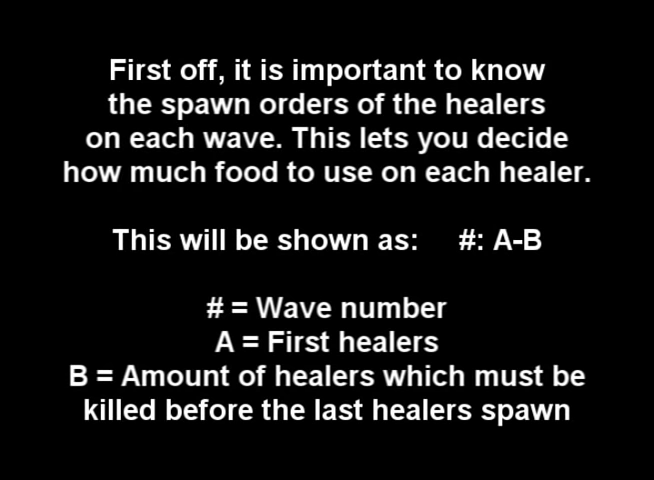 First off, it is important to know
the spawn orders of the healers
on each wave. This lets you decide
how much food to use on each healer.
This will be shown as: #: A-B
# = Wave number
A = First healers
B = Amount of healers which must be
killed before the last healers spawn